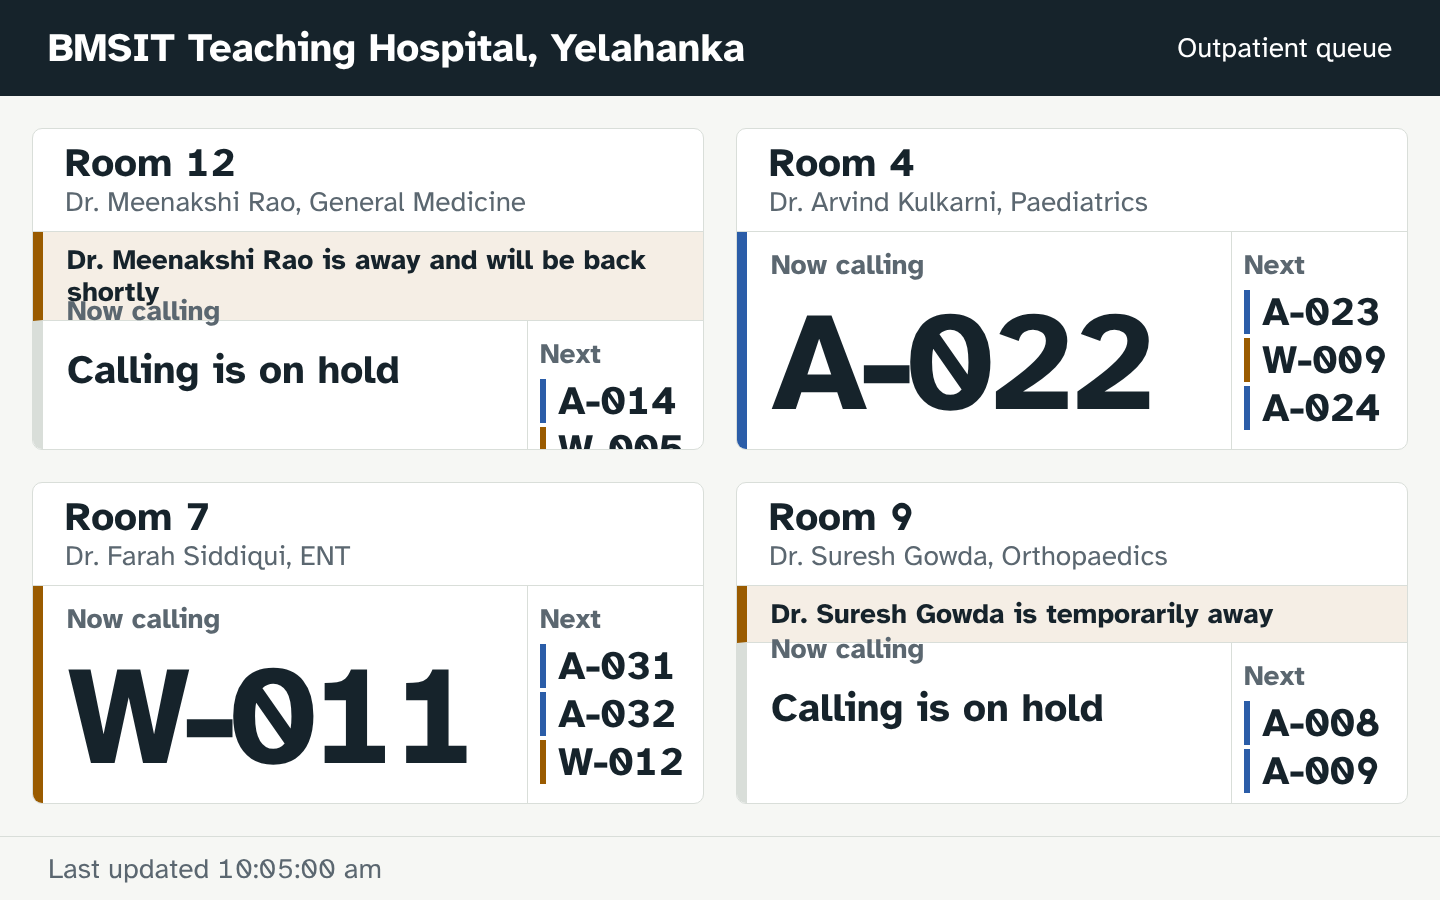 BMSIT Teaching Hospital, Yelahanka
Outpatient queue
Room 12
Dr. Meenakshi Rao, General Medicine
Dr. Meenakshi Rao is away and will be back
shortly
Now calling
Calling is on hold
Next
A-014
W-005
Room 4
Dr. Arvind Kulkarni, Paediatrics
Now calling
A-022
Next
A-023
W-009
A-024
Room 7
Dr. Farah Siddiqui, ENT
Now calling
W-011
Next
A-031
A-032
W-012
Room 9
Dr. Suresh Gowda, Orthopaedics
Dr. Suresh Gowda is temporarily away
Now calling
Calling is on hold
Next
A-008
A-009
Last updated 10:05:00 am